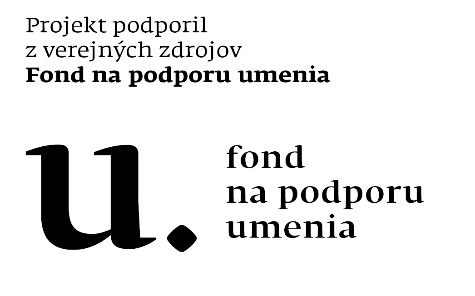 Projekt podporil
z verejných zdrojov
Fond na podporu umenia
u.
fond
na podporu
umenia